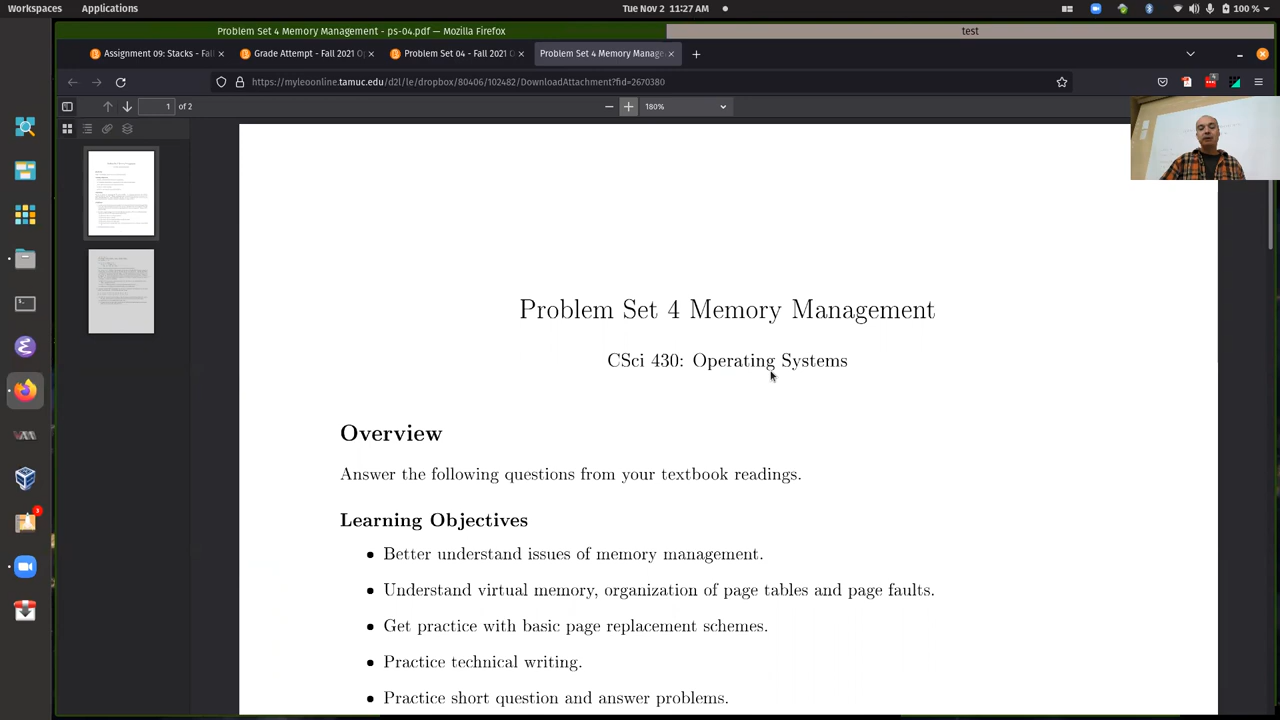 Workspaces Applications Tue Nov 2 11:27 AM 100 %
Problem Set 4 Memory Management - ps-04.pdf — Mozilla Firefox test
Assignment 09: Stacks - Fal Grade Attempt - Fall 2021 O Problem Set 04 - Fall 2021 O Problem Set 4 Memory Manage
https://myleoonline.tamuc.edu/d2l/le/dropbox/80406/102482/DownloadAttachment?fid=2670380
1 of 2 180%
Problem Set 4 Memory Management
CSci 430: Operating Systems
Overview
Answer the following questions from your textbook readings.
Learning Objectives
• Better understand issues of memory management.
• Understand virtual memory, organization of page tables and page faults.
• Get practice with basic page replacement schemes.
• Practice technical writing.
• Practice short question and answer problems.
3